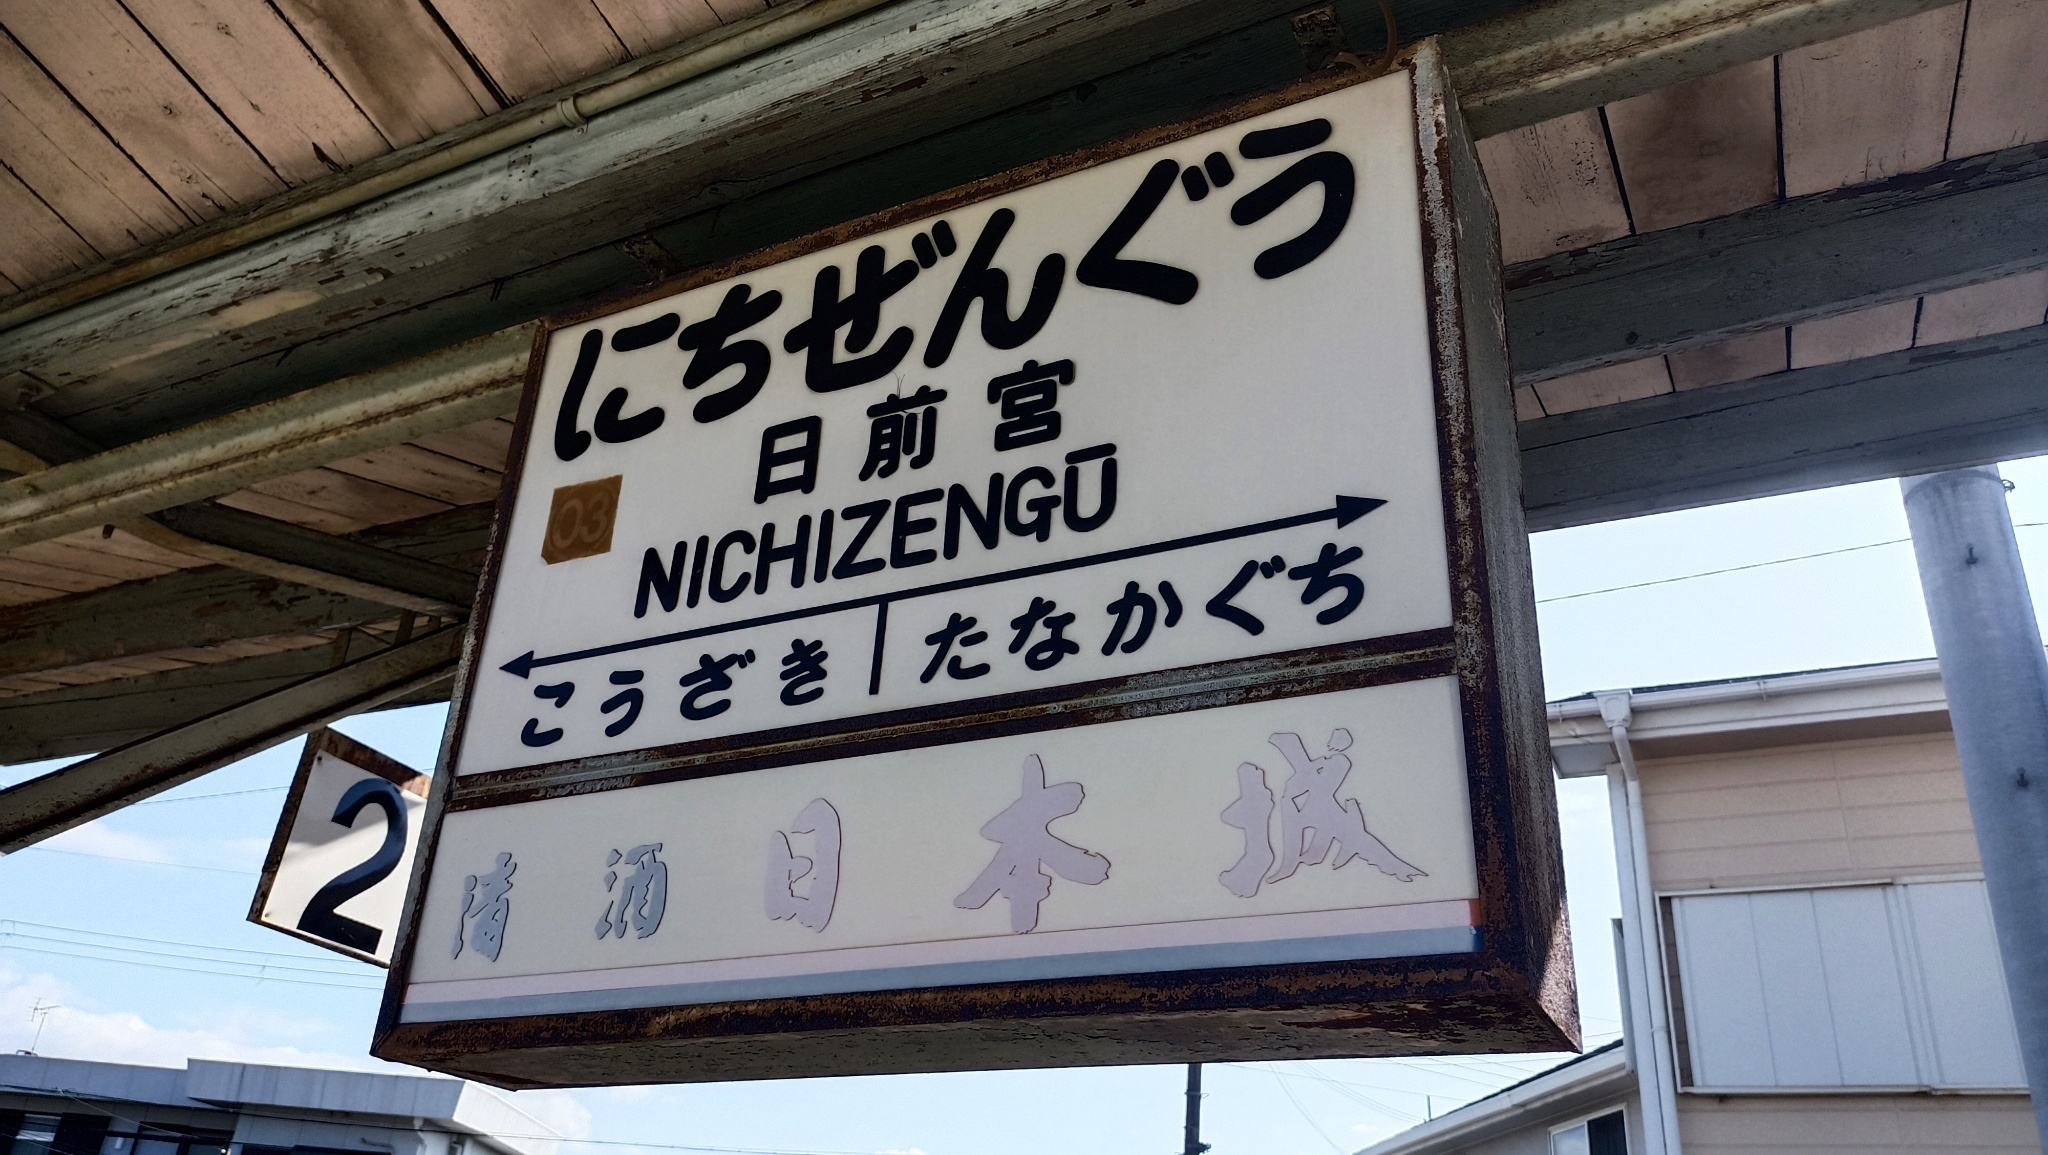 にちぜんぐう
日前宮
03
NICHIZENGŪ
こうざき たなかぐち
清酒 日本城
2